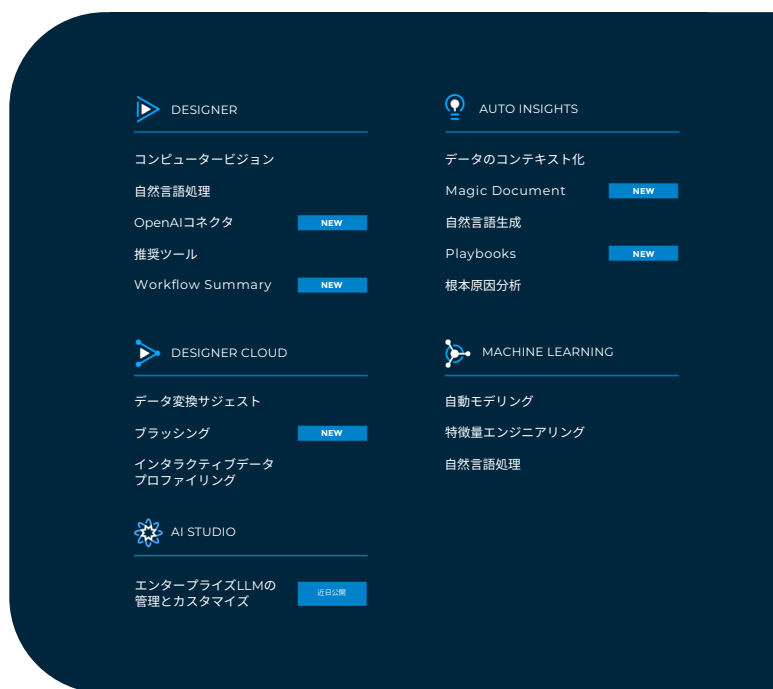 DESIGNER
コンピュータービジョン
自然言語処理
OpenAIコネクタ NEW
推奨ツール
Workflow Summary NEW
AUTO INSIGHTS
データのコンテキスト化
Magic Document NEW
自然言語生成
Playbooks NEW
根本原因分析
DESIGNER CLOUD
データ変換サジェスト
ブラッシング NEW
インタラクティブデータ
プロファイリング
MACHINE LEARNING
自動モデリング
特徴量エンジニアリング
自然言語処理
AI STUDIO
エンタープライズLLMの
管理とカスタマイズ
近日公開